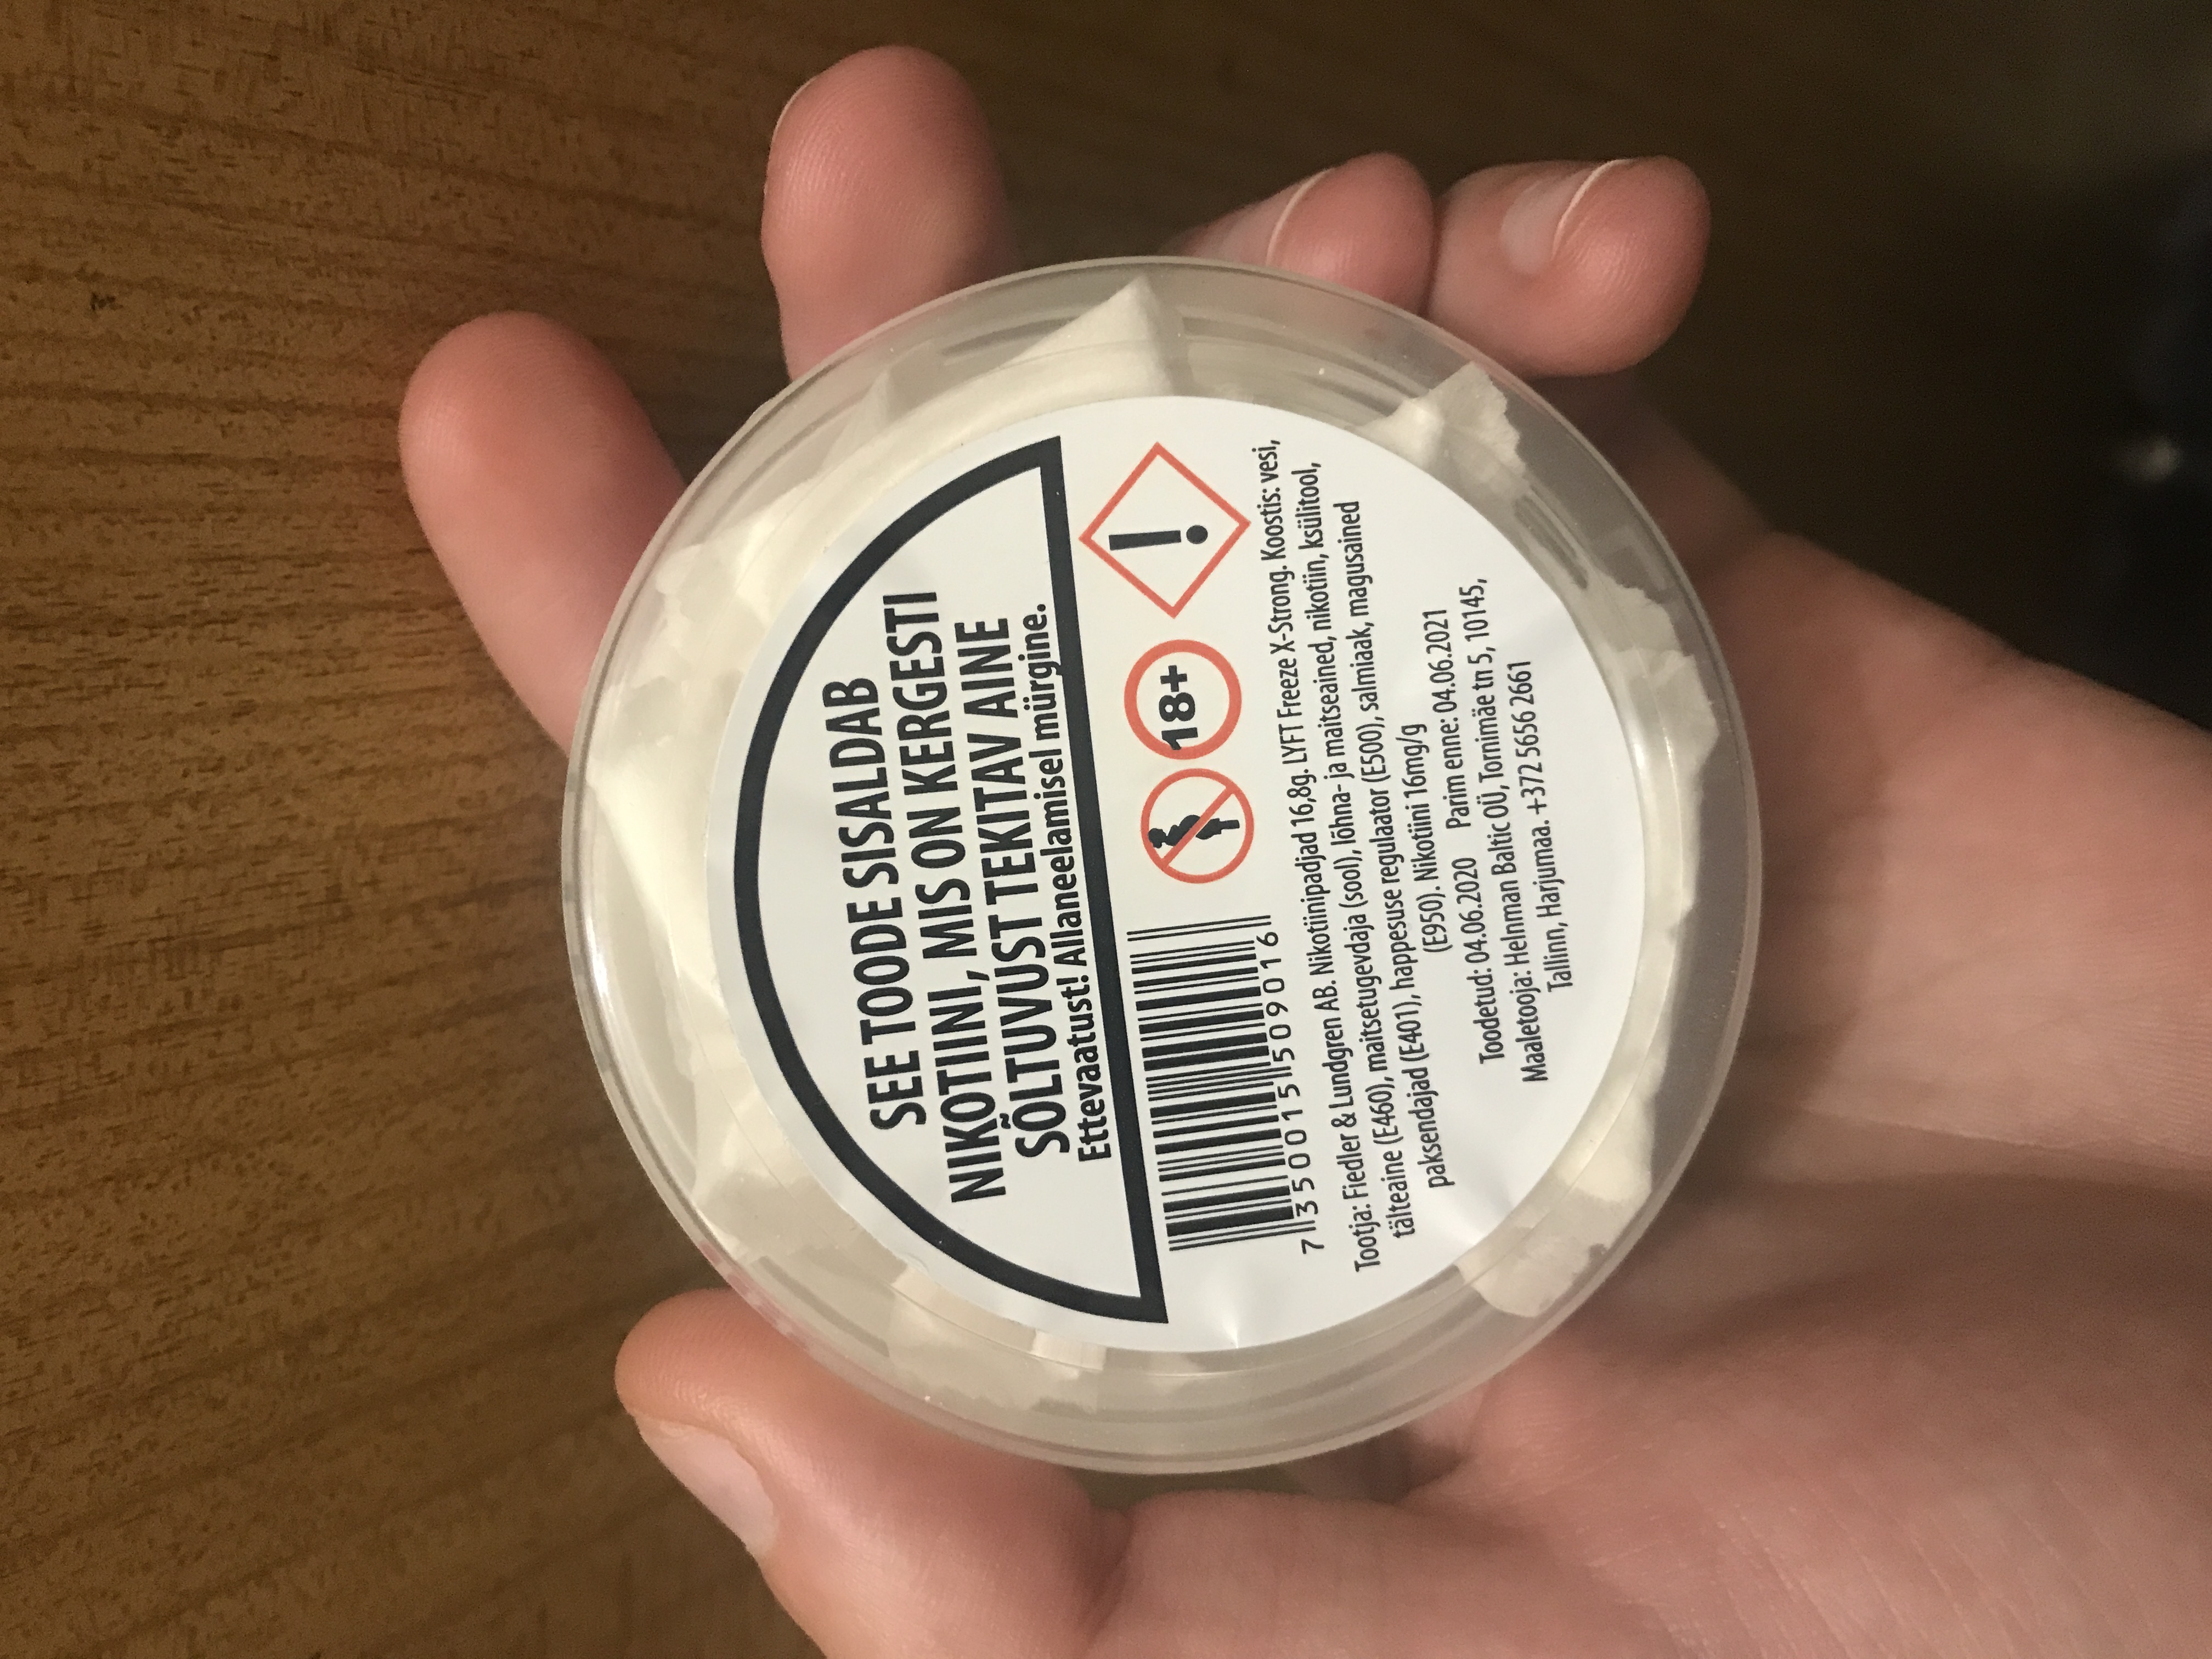 SEE TOODE SISALDAB
NIKOTIINI, MIS ON KERGESTI
SÕLTUVUST TEKITAV AINE
Ettevaatust! Allaneelamisel mürgine.
18+
!
7 350015 509016
Tootja: Fiedler & Lundgren AB. Nikotiinipadjad 16,8g. LYFT Freeze X-Strong. Koostis: vesi,
tälteaine (E460), maitsetugevdaja (sool), lõhna- ja maitseained, nikotiin, ksülitool,
paksendajad (E401), happesuse regulaator (E500), salmiaak, magusained
(E950). Nikotiini 16mg/g
Toodetud: 04.06.2020 Parim enne: 04.06.2021
Maaletooja: Helnman Baltic OÜ, Tornimäe tn 5, 10145,
Tallinn, Harjumaa. +372 5656 2661